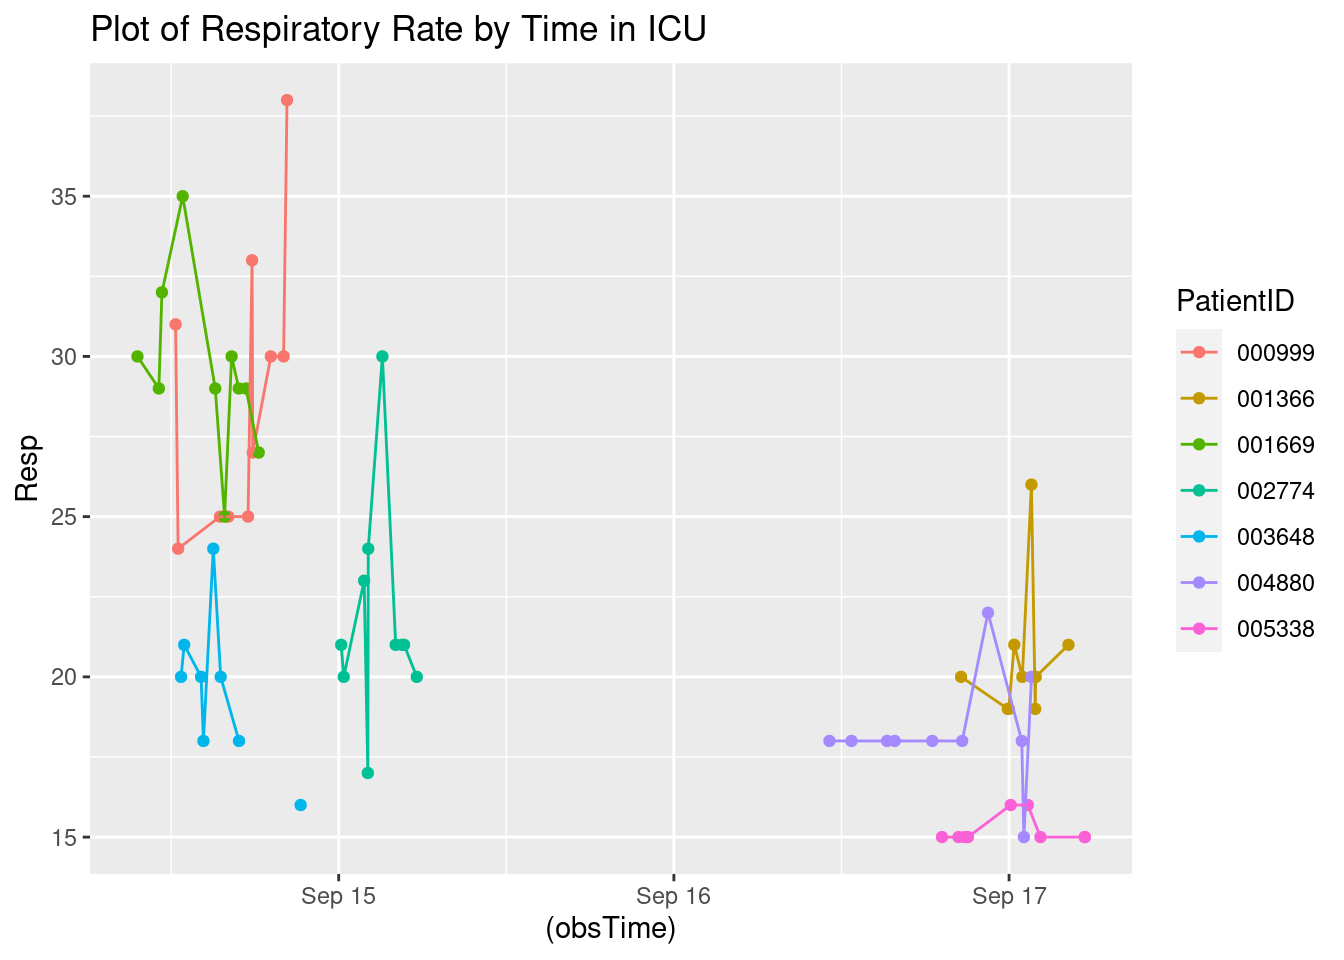 Plot of Respiratory Rate by Time in ICU
35
30
25
20
15
Resp
Sep 15
Sep 16
Sep 17
(obsTime)
PatientID
000999
001366
001669
002774
003648
004880
005338